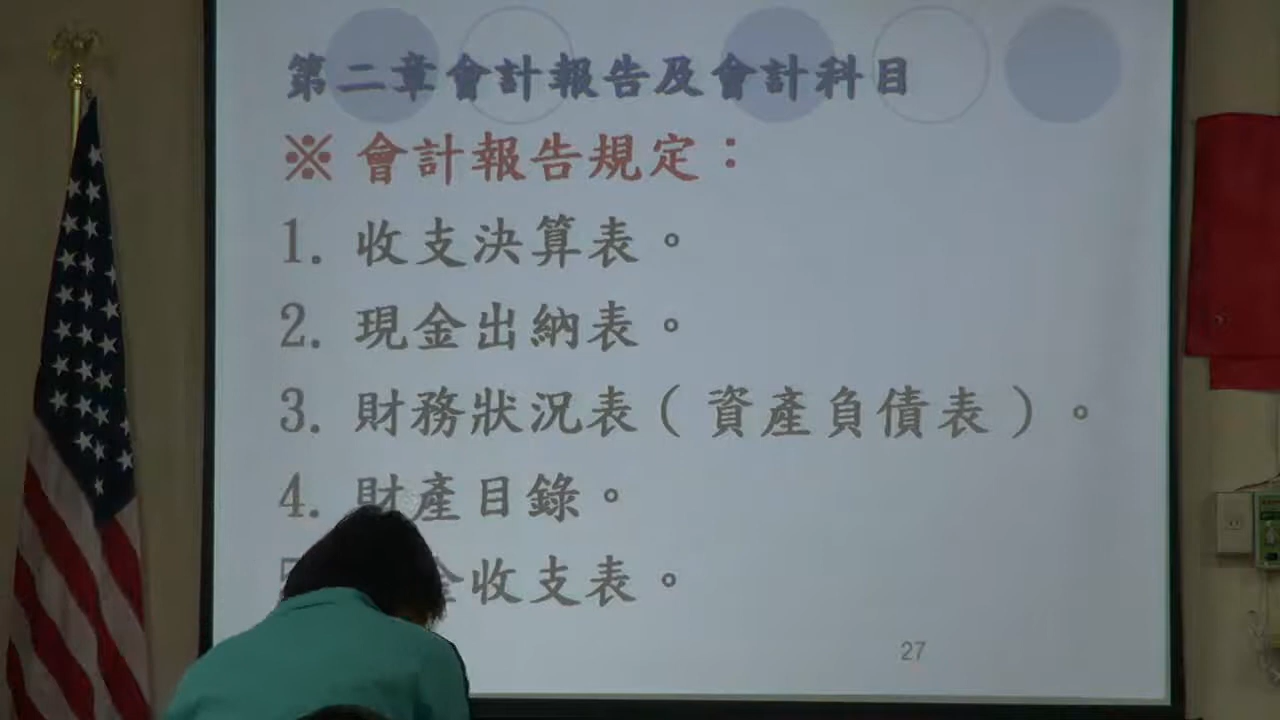 第二章會計報告及會計科目
※ 會計報告規定：
1. 收支決算表。
2. 現金出納表。
3. 財務狀況表(資產負債表)。
4. 財產目錄。
金收支表。
27